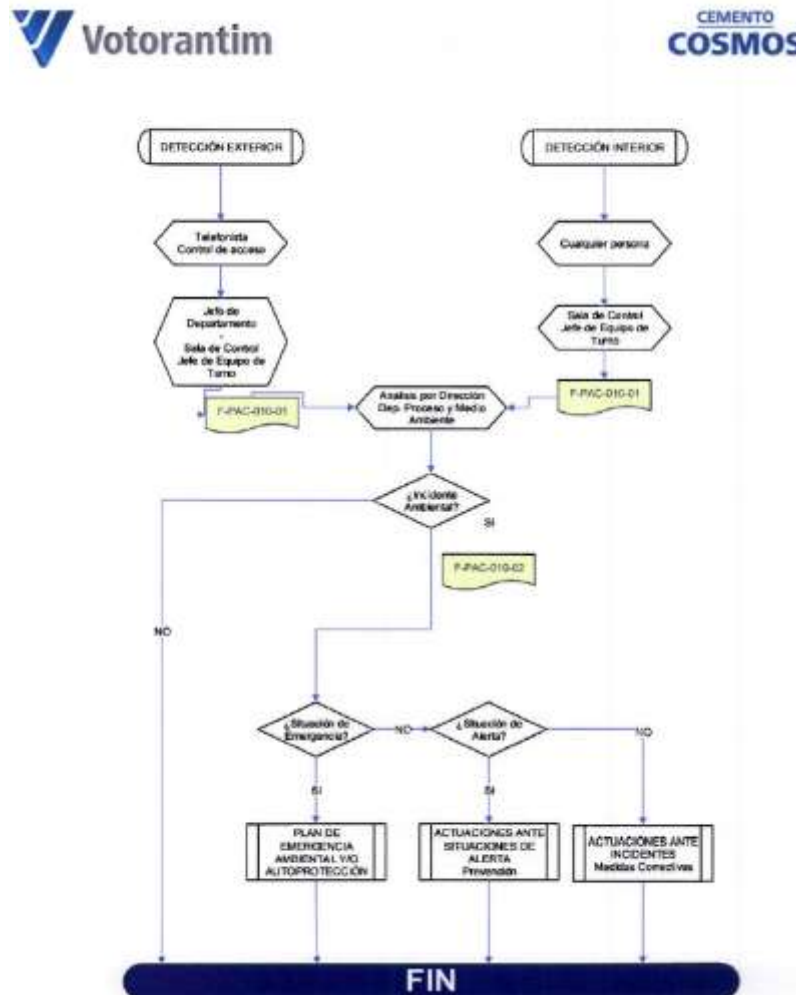 Votorantim
CEMENTO
COSMOS
DETECCIÓN EXTERIOR
DETECCIÓN INTERIOR
Telefonista
Control de acceso
Cualquier persona
Jefe de
Departamento
-
Sala de Control
Jefe de Equipo de
Turno
Sala de Control
Jefe de Equipo de
Turno
F-PAC-010-01
F-PAC-010-01
Analisis por Dirección
Dep. Proceso y Medio
Ambiente
¿Incidente
Ambiental?
SI
F-PAC-010-02
NO
¿Situación de
Emergencia?
NO
¿Situación de
Alerta?
NO
SI
SI
PLAN DE
EMERGENCIA
AMBIENTAL Y/O
AUTOPROTECCIÓN
ACTUACIONES ANTE
SITUACIONES DE
ALERTA
Prevención
ACTUACIONES ANTE
INCIDENTES
Medidas Correctivas
FIN